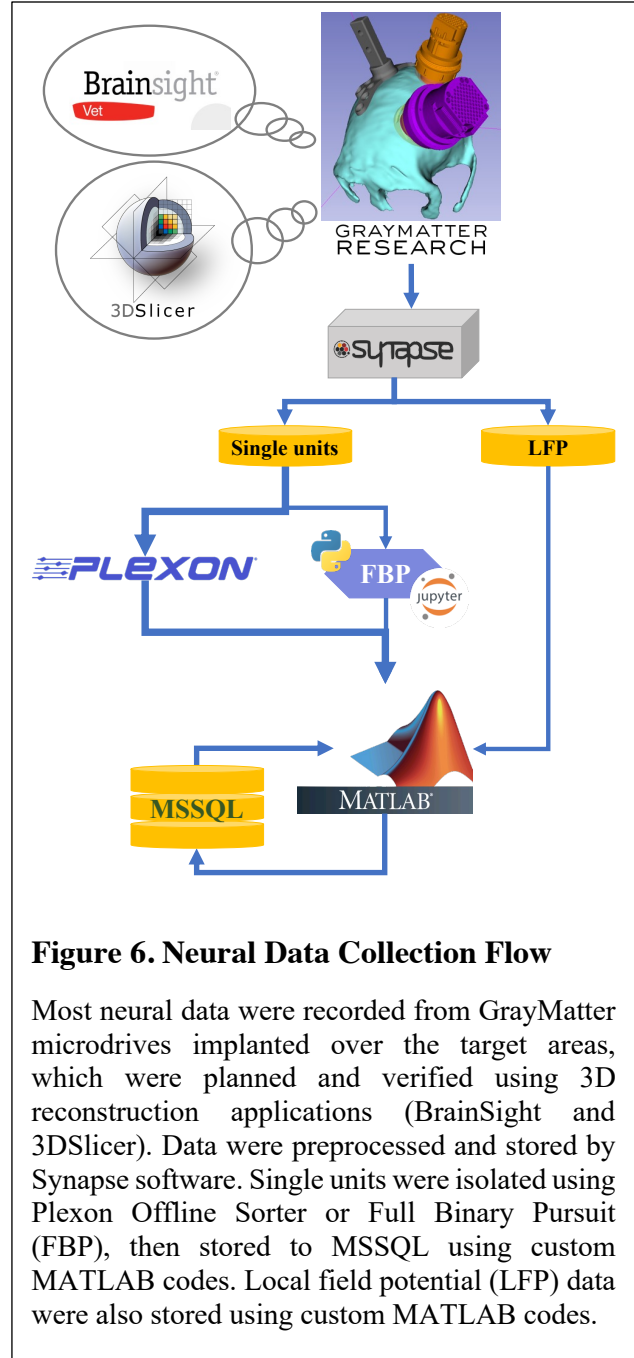 Brainsight®
Vet
3DSlicer
GRAYMATTER
RESEARCH
synapse
Single units
LFP
PLEXON®
FBP
jupyter
MSSQL
MATLAB®
Figure 6. Neural Data Collection Flow
Most neural data were recorded from GrayMatter
microdrives implanted over the target areas,
which were planned and verified using 3D
reconstruction applications (BrainSight and
3DSlicer). Data were preprocessed and stored by
Synapse software. Single units were isolated using
Plexon Offline Sorter or Full Binary Pursuit
(FBP), then stored to MSSQL using custom
MATLAB codes. Local field potential (LFP) data
were also stored using custom MATLAB codes.